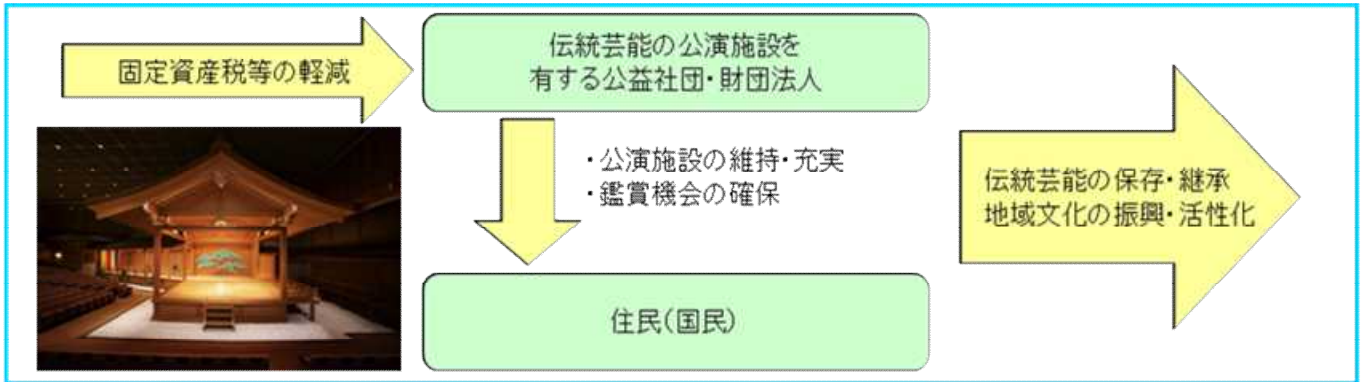 固定資産税等の軽減
伝統芸能の公演施設を
有する公益社団・財団法人
・公演施設の維持・充実
・鑑賞機会の確保
住民(国民)
伝統芸能の保存・継承
地域文化の振興・活性化